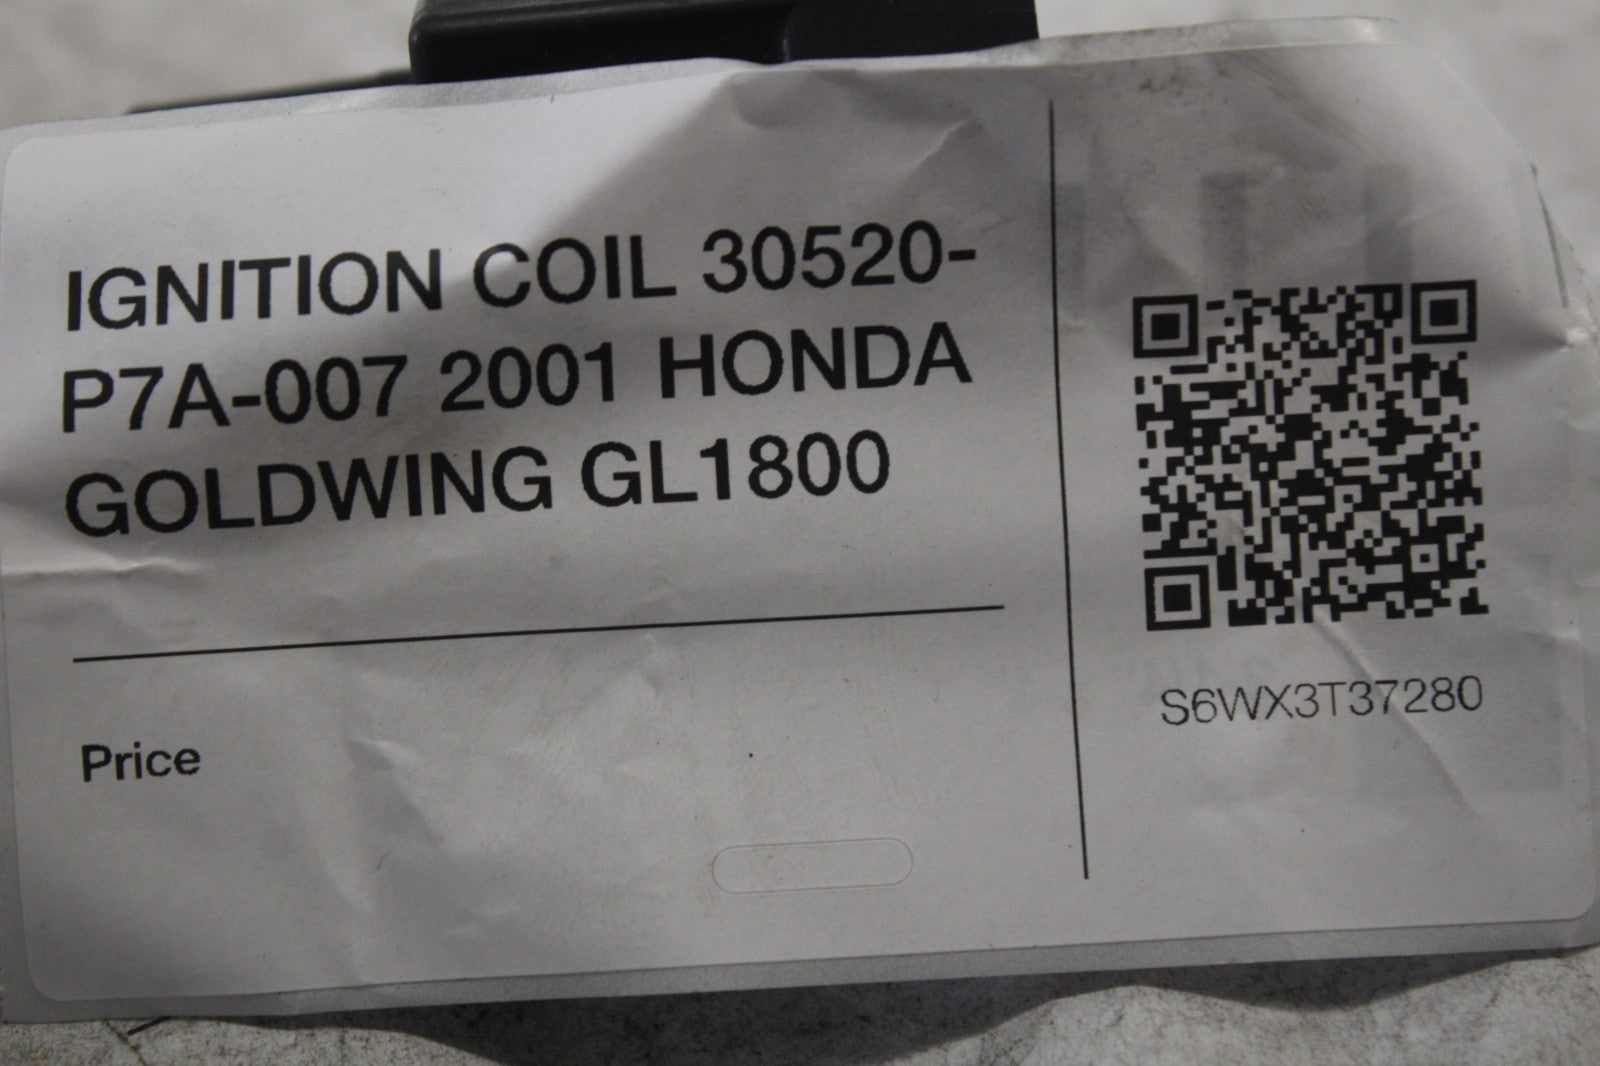 IGNITION COIL 30520-
P7A-007 2001 HONDA
GOLDWING GL1800
Price
S6WX3T37280